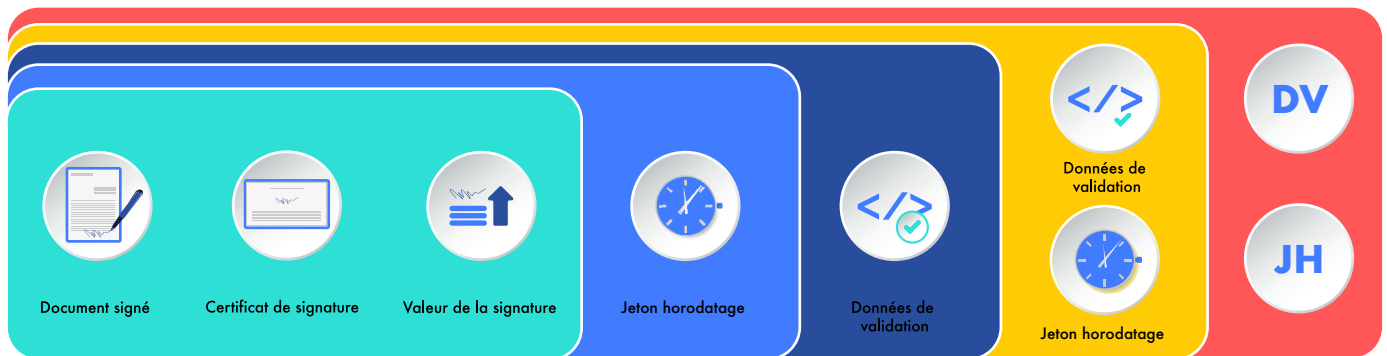 Document signé
Certificat de signature
Valeur de la signature
Jeton horodatage
</>
Données de
validation
</>
Données de
validation
Jeton horodatage
DV
JH